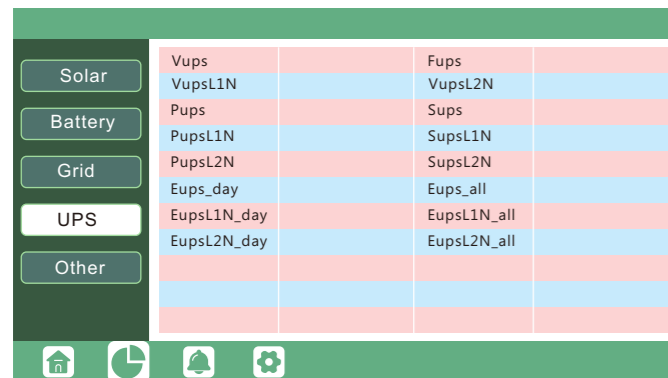 Solar
Battery
Grid
UPS
Other
Vups Fups
VupsL1N VupsL2N
Pups Sups
PupsL1N SupsL1N
PupsL2N SupsL2N
Eups_day Eups_all
EupsL1N_day EupsL1N_all
EupsL2N_day EupsL2N_all